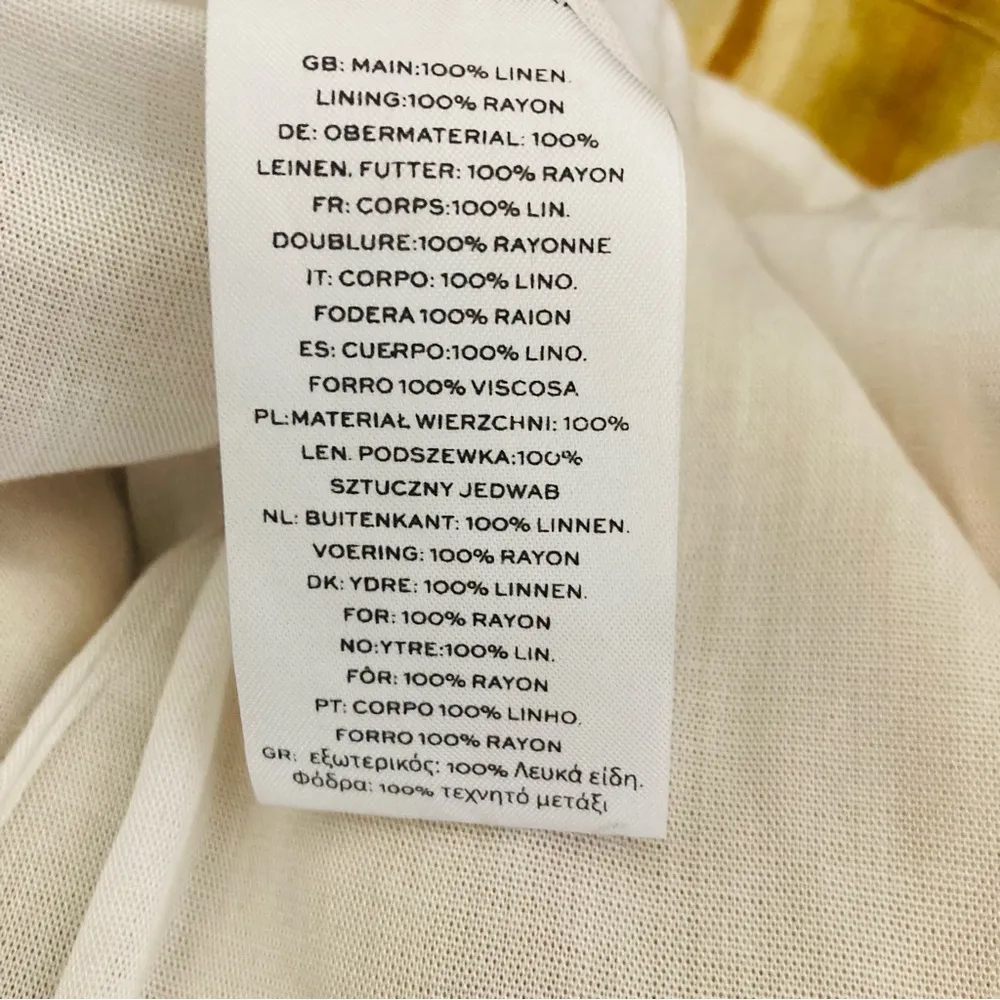 GB: MAIN:100% LINEN.
LINING:100% RAYON
DE: OBERMATERIAL: 100%
LEINEN, FUTTER: 100% RAYON
FR: CORPS:100% LIN.
DOUBLURE:100% RAYONNE
IT: CORPO: 100% LINO.
FODERA 100% RAION
ES: CUERPO:100% LINO.
FORRO 100% VISCOSA
PL:MATERIAŁ WIERZCHNI: 100%
LEN. PODSZEWKA:100%
SZTUCZNY JEDWAB
NL: BUITENKANT: 100% LINNEN.
VOERING: 100% RAYON
DK: YDRE: 100% LINNEN.
FOR: 100% RAYON
NO:YTRE:100% LIN.
FÔR: 100% RAYON
PT: CORPO 100% LINHO.
FORRO 100% RAYON
GR: εξωτερικός: 100% Λευκά είδη.
Φόδρα: 100% τεχνητό μετάξι